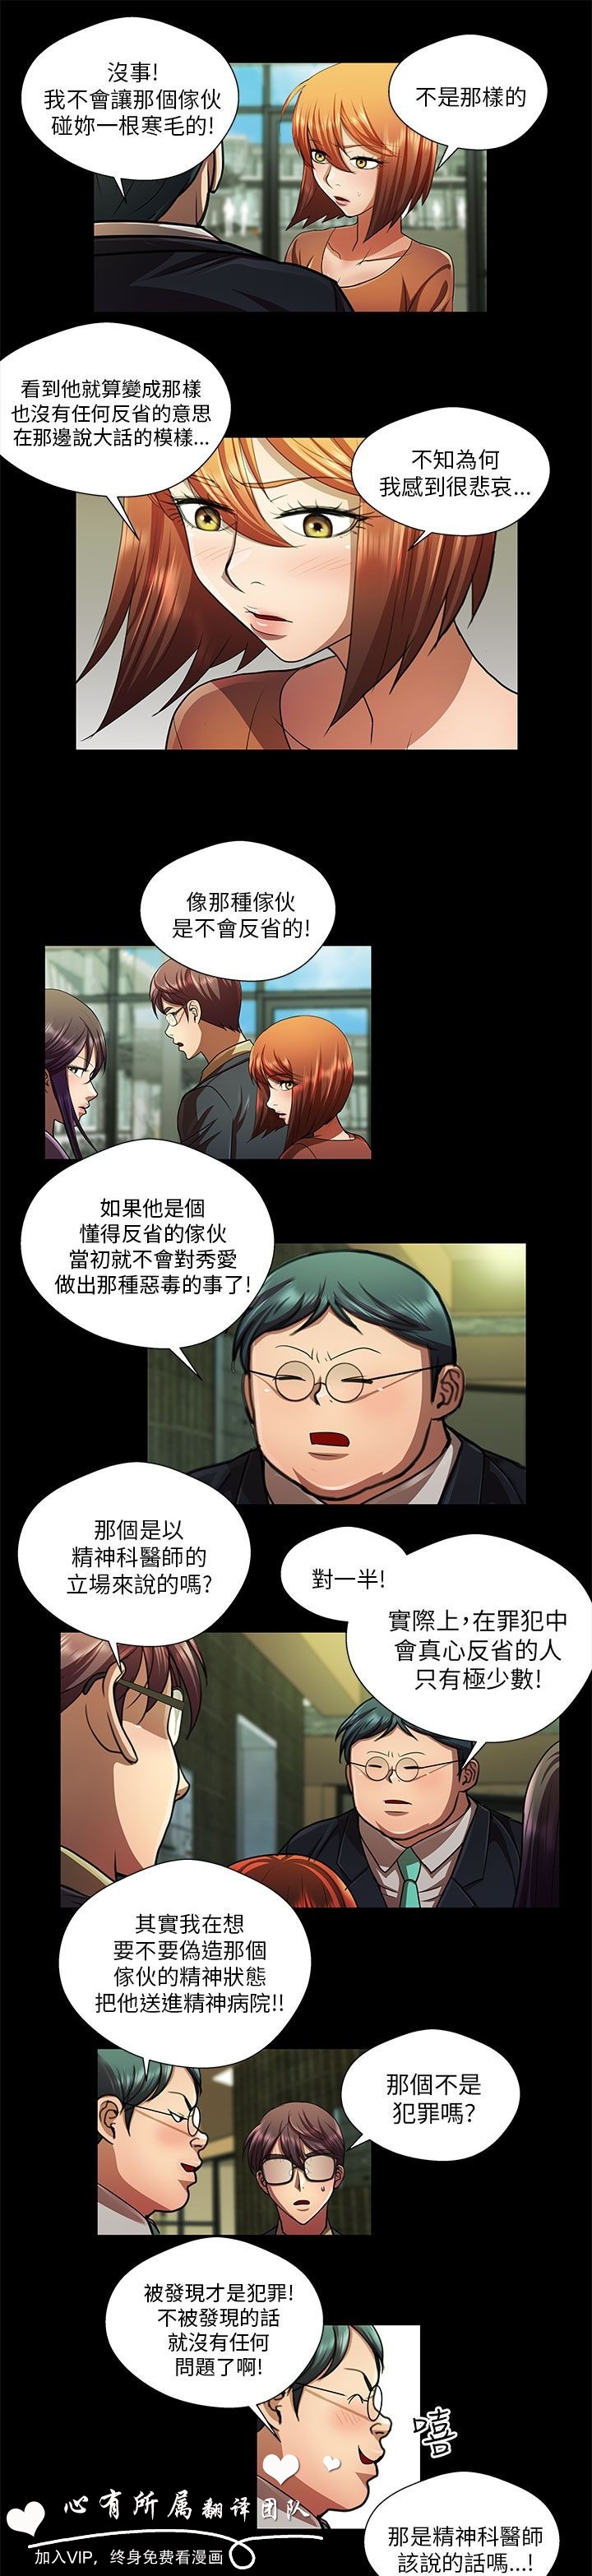 沒事!
我不會讓那個傢伙
碰妳一根寒毛的!
不是那樣的
看到他就算變成那樣
也沒有任何反省的意思
在那邊說大話的模樣...
不知為何
我感到很悲哀...
像那種傢伙
是不會反省的!
如果他是個
懂得反省的傢伙
當初就不會對秀愛
做出那種惡毒的事了!
那個是以
精神科醫師的
立場來說的嗎?
對一半!
實際上,在罪犯中
會真心反省的人
只有極少數!
其實我在想
要不要偽造那個
傢伙的精神狀態
把他送進精神病院!!
那個不是
犯罪嗎?
被發現才是犯罪!
不被發現的話
就沒有任何
問題了啊!
嘻
那是精神科醫師
該說的話嗎...!
心有所属翻译团队
加入VIP，终身免费看漫画